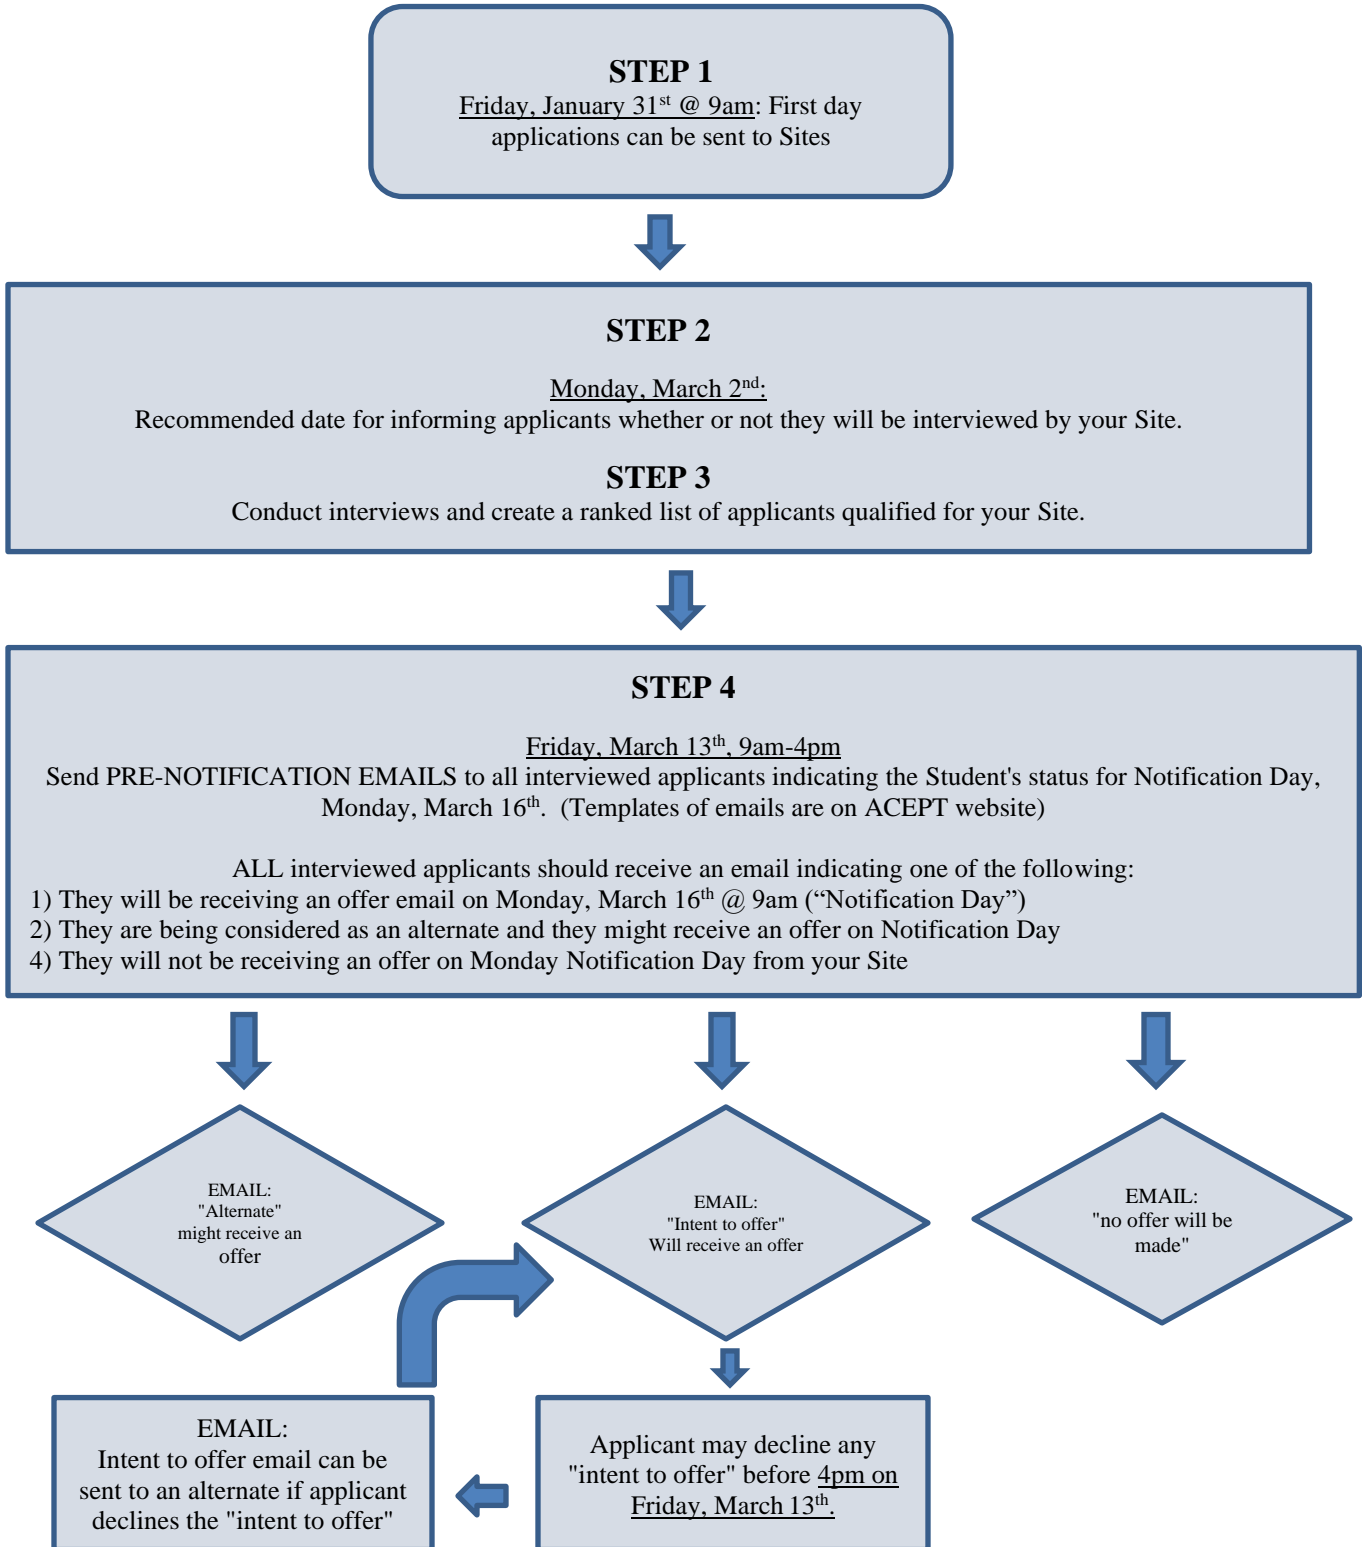 STEP 1
Friday, January 31st @ 9am: First day
applications can be sent to Sites
STEP 2
Monday, March 2nd:
Recommended date for informing applicants whether or not they will be interviewed by your Site.
STEP 3
Conduct interviews and create a ranked list of applicants qualified for your Site.
STEP 4
Friday, March 13th, 9am-4pm
Send PRE-NOTIFICATION EMAILS to all interviewed applicants indicating the Student's status for Notification Day,
Monday, March 16th.  (Templates of emails are on ACEPT website)
ALL interviewed applicants should receive an email indicating one of the following:
1) They will be receiving an offer email on Monday, March 16th @ 9am (“Notification Day”)
2) They are being considered as an alternate and they might receive an offer on Notification Day
4) They will not be receiving an offer on Monday Notification Day from your Site
EMAIL:
"Alternate"
might receive an
offer
EMAIL:
"Intent to offer"
Will receive an offer
EMAIL:
"no offer will be
made"
EMAIL:
Intent to offer email can be
sent to an alternate if applicant
declines the "intent to offer"
Applicant may decline any
"intent to offer" before 4pm on
Friday, March 13th.